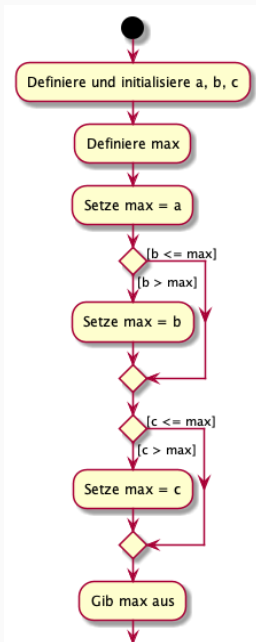 Definiere und initialisiere a, b, c
Definiere max
Setze max = a
[b <= max]
[b > max]
Setze max = b
[c <= max]
[c > max]
Setze max = c
Gib max aus